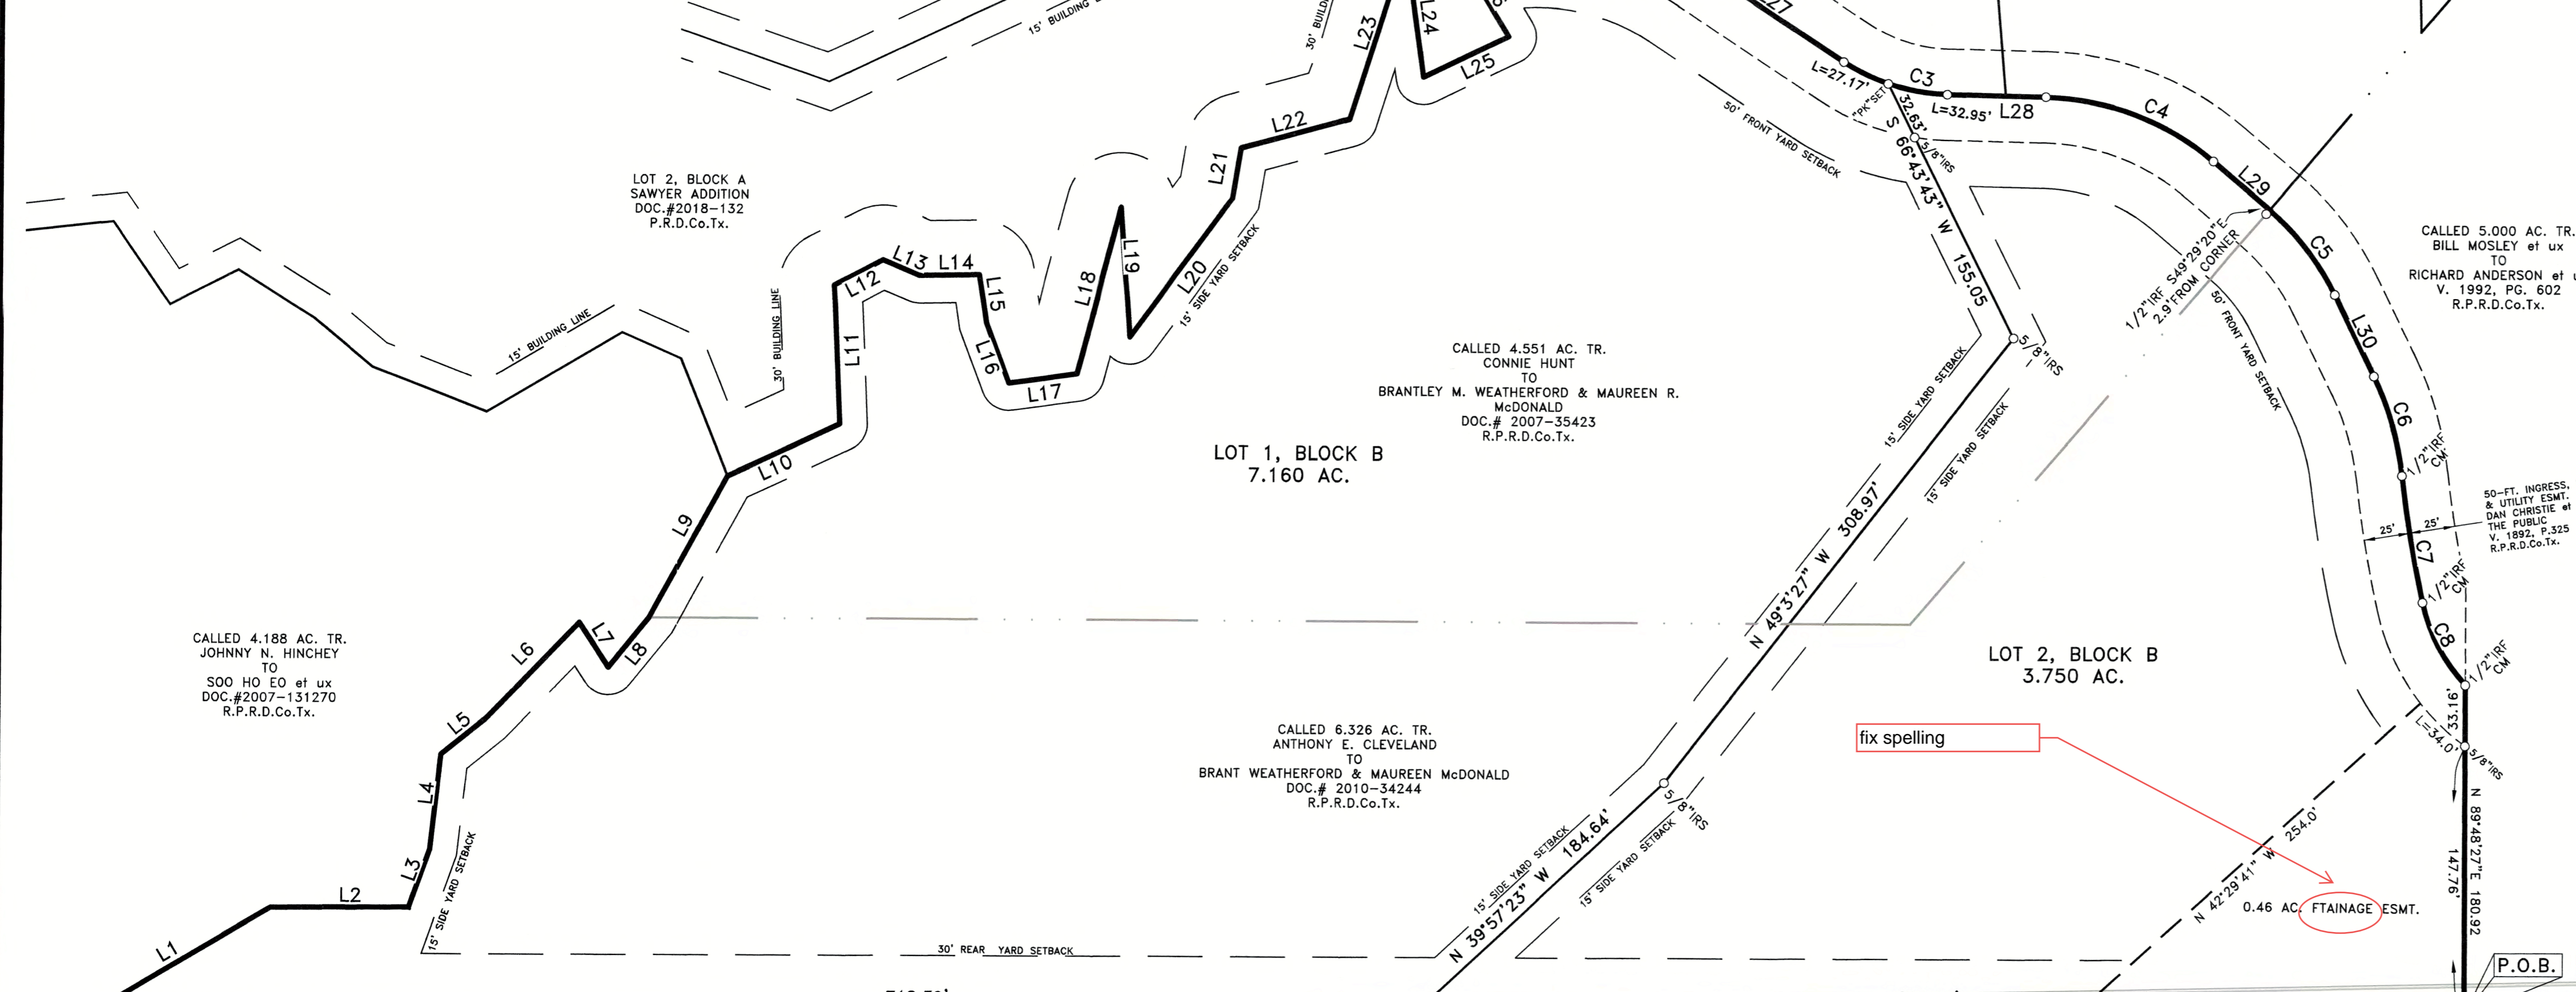 15' BUILDING
30' BUILD
L23
L24
L25
L27
L=27.17'
C3
"PK"SET
L=32.95'
L28
C4
32.63'
5/8"IRS
S 66°43'43" W 155.05
50' FRONT YARD SETBACK
L29
LOT 2, BLOCK A
SAWYER ADDITION
DOC.#2018-132
P.R.D.Co.Tx.
L22
L21
L20
L19
L18
L17
L16
L15
L14
L13
L12
L11
15' SIDE YARD SETBACK
30' BUILDING LINE
15' BUILDING LINE
1/2"IRF S49°29'20"E
2.9'FROM CORNER
C5
CALLED 5.000 AC. TR.
BILL MOSLEY et ux
TO
RICHARD ANDERSON et
V. 1992, PG. 602
R.P.R.D.Co.Tx.
50' FRONT YARD SETBACK
L30
5/8"IRS
CALLED 4.551 AC. TR.
CONNIE HUNT
TO
BRANTLEY M. WEATHERFORD & MAUREEN R.
McDONALD
DOC.# 2007-35423
R.P.R.D.Co.Tx.
15' SIDE YARD SETBACK
15' SIDE YARD SETBACK
C6
1/2"IRF
CM
LOT 1, BLOCK B
7.160 AC.
L10
L9
N 49°3'27" W 308.97'
50-FT. INGRESS,
& UTILITY ESMT.
DAN CHRISTIE et
THE PUBLIC
V. 1892, P.325
R.P.R.D.Co.Tx.
25'
25'
C7
1/2"IRF
CM
C8
1/2"IRF
CM
CALLED 4.188 AC. TR.
JOHNNY N. HINCHEY
TO
SOO HO EO et ux
DOC.#2007-131270
R.P.R.D.Co.Tx.
L8
L7
L6
L5
L4
L3
L2
L1
LOT 2, BLOCK B
3.750 AC.
CALLED 6.326 AC. TR.
ANTHONY E. CLEVELAND
TO
BRANT WEATHERFORD & MAUREEN McDONALD
DOC.# 2010-34244
R.P.R.D.Co.Tx.
fix spelling
33.16'
L=34.0'
5/8"IRS
5/8"IRS
15' SIDE YARD SETBACK
15' SIDE YARD SETBACK
15' SIDE YARD SETBACK
N 39°57'23" W 184.64'
N 42°29'41" W 254.0'
N 89°48'27"E 180.92
147.76'
0.46 AC. FTAINAGE ESMT.
30' REAR YARD SETBACK
P.O.B.